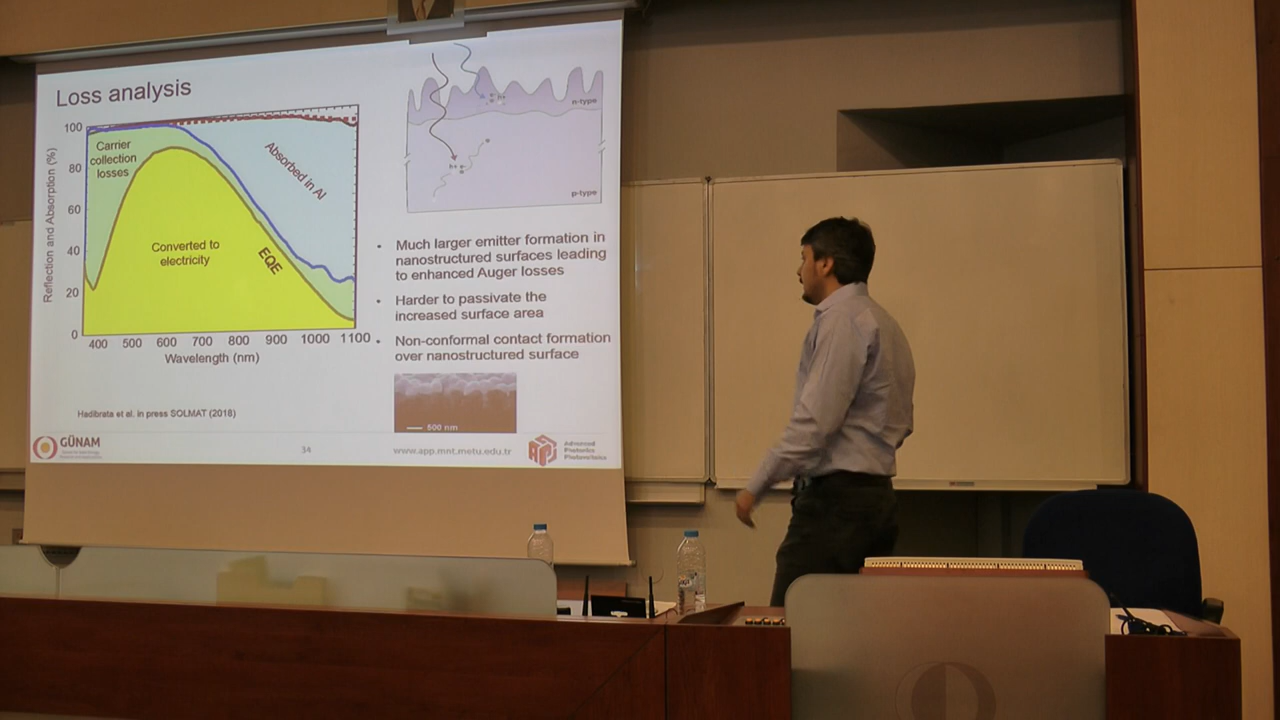 Loss analysis
Reflection and Absorption (%)
100
80
60
40
20
0
Carrier
collection
losses
Absorbed in Al
Converted to
electricity
EQE
400 500 600 700 800 900 1000 1100
Wavelength (nm)
n-type
p-type
• Much larger emitter formation in
nanostructured surfaces leading
to enhanced Auger losses
• Harder to passivate the
increased surface area
• Non-conformal contact formation
over nanostructured surface
500 nm
Hadibrata et al. in press SOLMAT (2018)
GÜNAM
34
www.app.mnt.metu.edu.tr
Advanced
Photonics
Photovoltaics